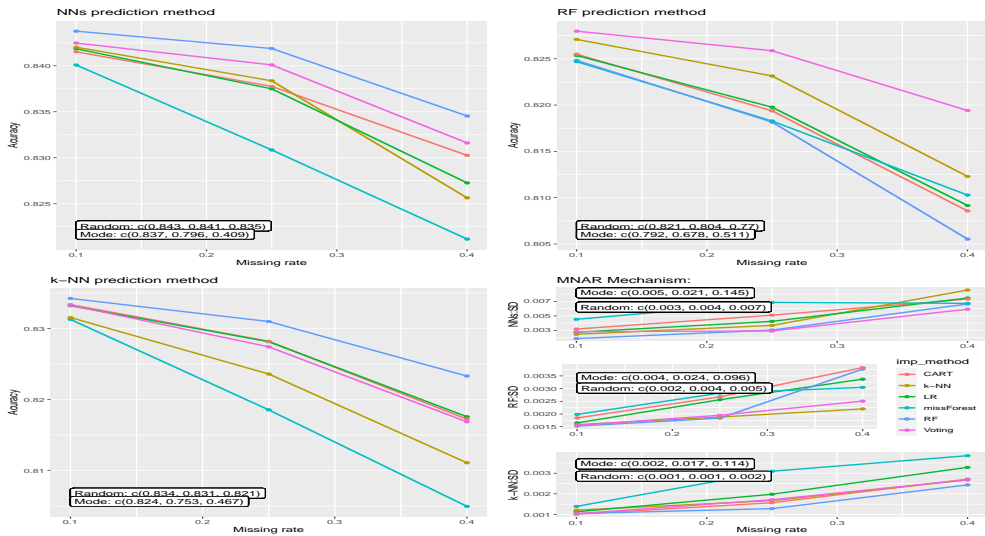 NNs prediction method
Acuracy
0.840
0.835
0.830
0.825
Random: c(0.843, 0.841, 0.835)
Mode: c(0.837, 0.796, 0.409)
0.1
0.2
0.3
0.4
Missing rate
RF prediction method
Acuracy
0.825
0.820
0.815
0.810
0.805
Random: c(0.821, 0.804, 0.77)
Mode: c(0.792, 0.678, 0.511)
0.1
0.2
0.3
0.4
Missing rate
k−NN prediction method
Acuracy
0.83
0.82
0.81
Random: c(0.834, 0.831, 0.821)
Mode: c(0.824, 0.753, 0.467)
0.1
0.2
0.3
0.4
Missing rate
MNAR Mechanism:
NNs:SD
0.007
0.005
0.003
Mode: c(0.005, 0.021, 0.145)
Random: c(0.003, 0.004, 0.007)
0.1
0.2
0.3
0.4
RF:SD
0.0035
0.0030
0.0025
0.0020
0.0015
Mode: c(0.004, 0.024, 0.096)
Random: c(0.002, 0.004, 0.005)
0.1
0.2
0.3
0.4
imp_method
CART
k−NN
LR
missForest
RF
Voting
k−NN:SD
0.003
0.002
0.001
Mode: c(0.002, 0.017, 0.114)
Random: c(0.001, 0.001, 0.002)
0.1
0.2
0.3
0.4
Missing rate